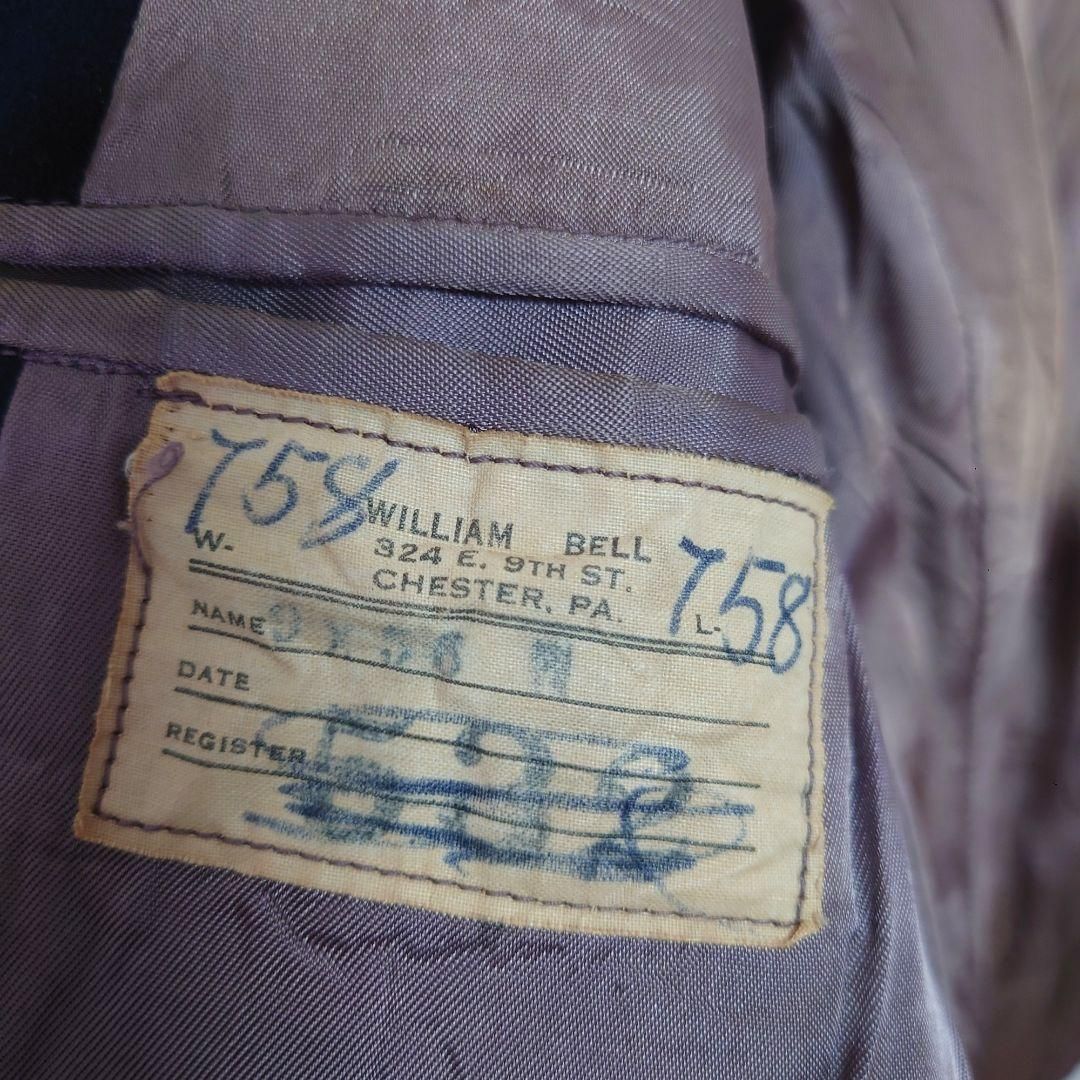 758 WILLIAM BELL
W- 324 E. 9TH ST. 758
CHESTER, PA. L-
NAME
DATE
REGISTER